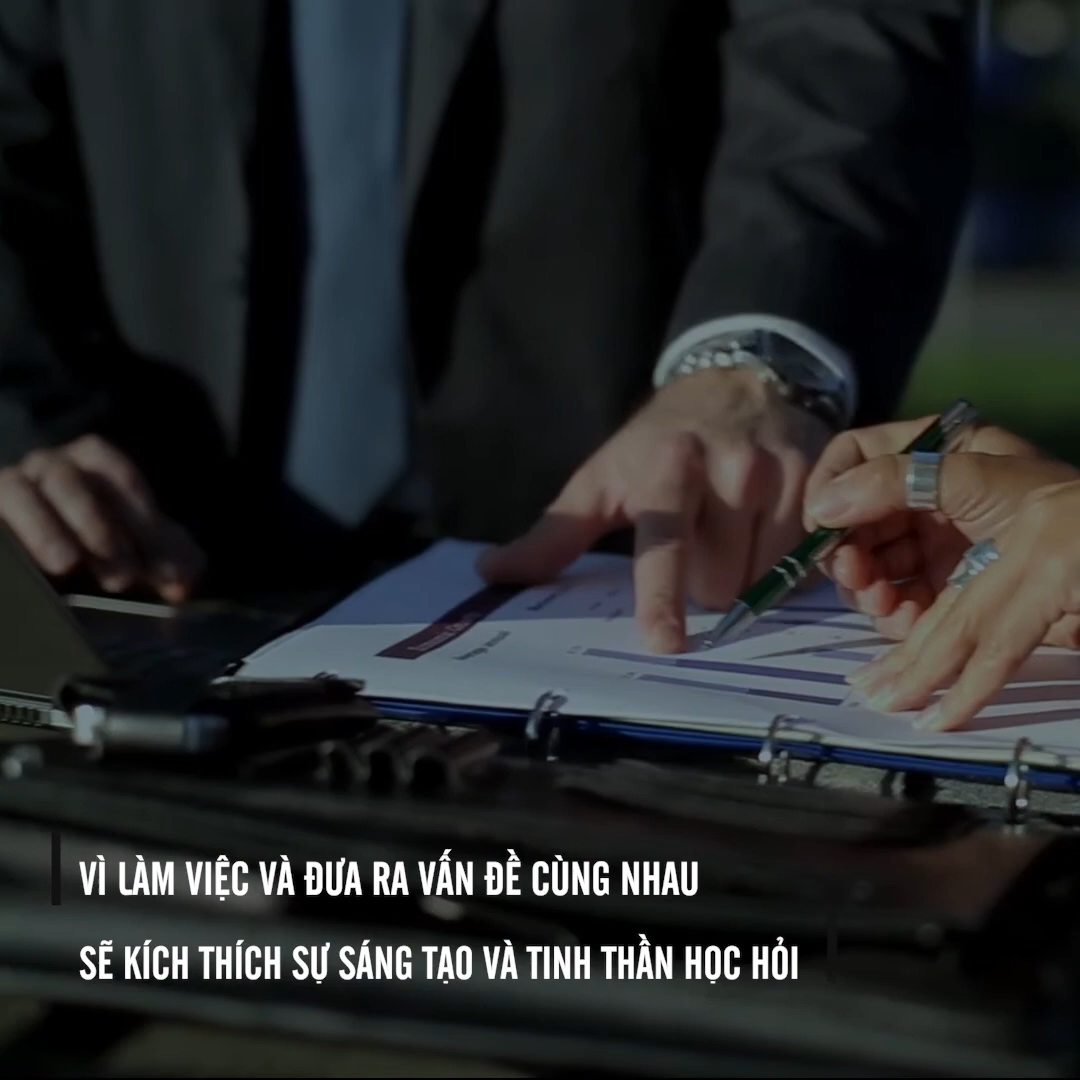 VÌ LÀM VIỆC VÀ ĐƯA RA VẤN ĐỀ CÙNG NHAU
SẼ KÍCH THÍCH SỰ SÁNG TẠO VÀ TINH THẦN HỌC HỎI